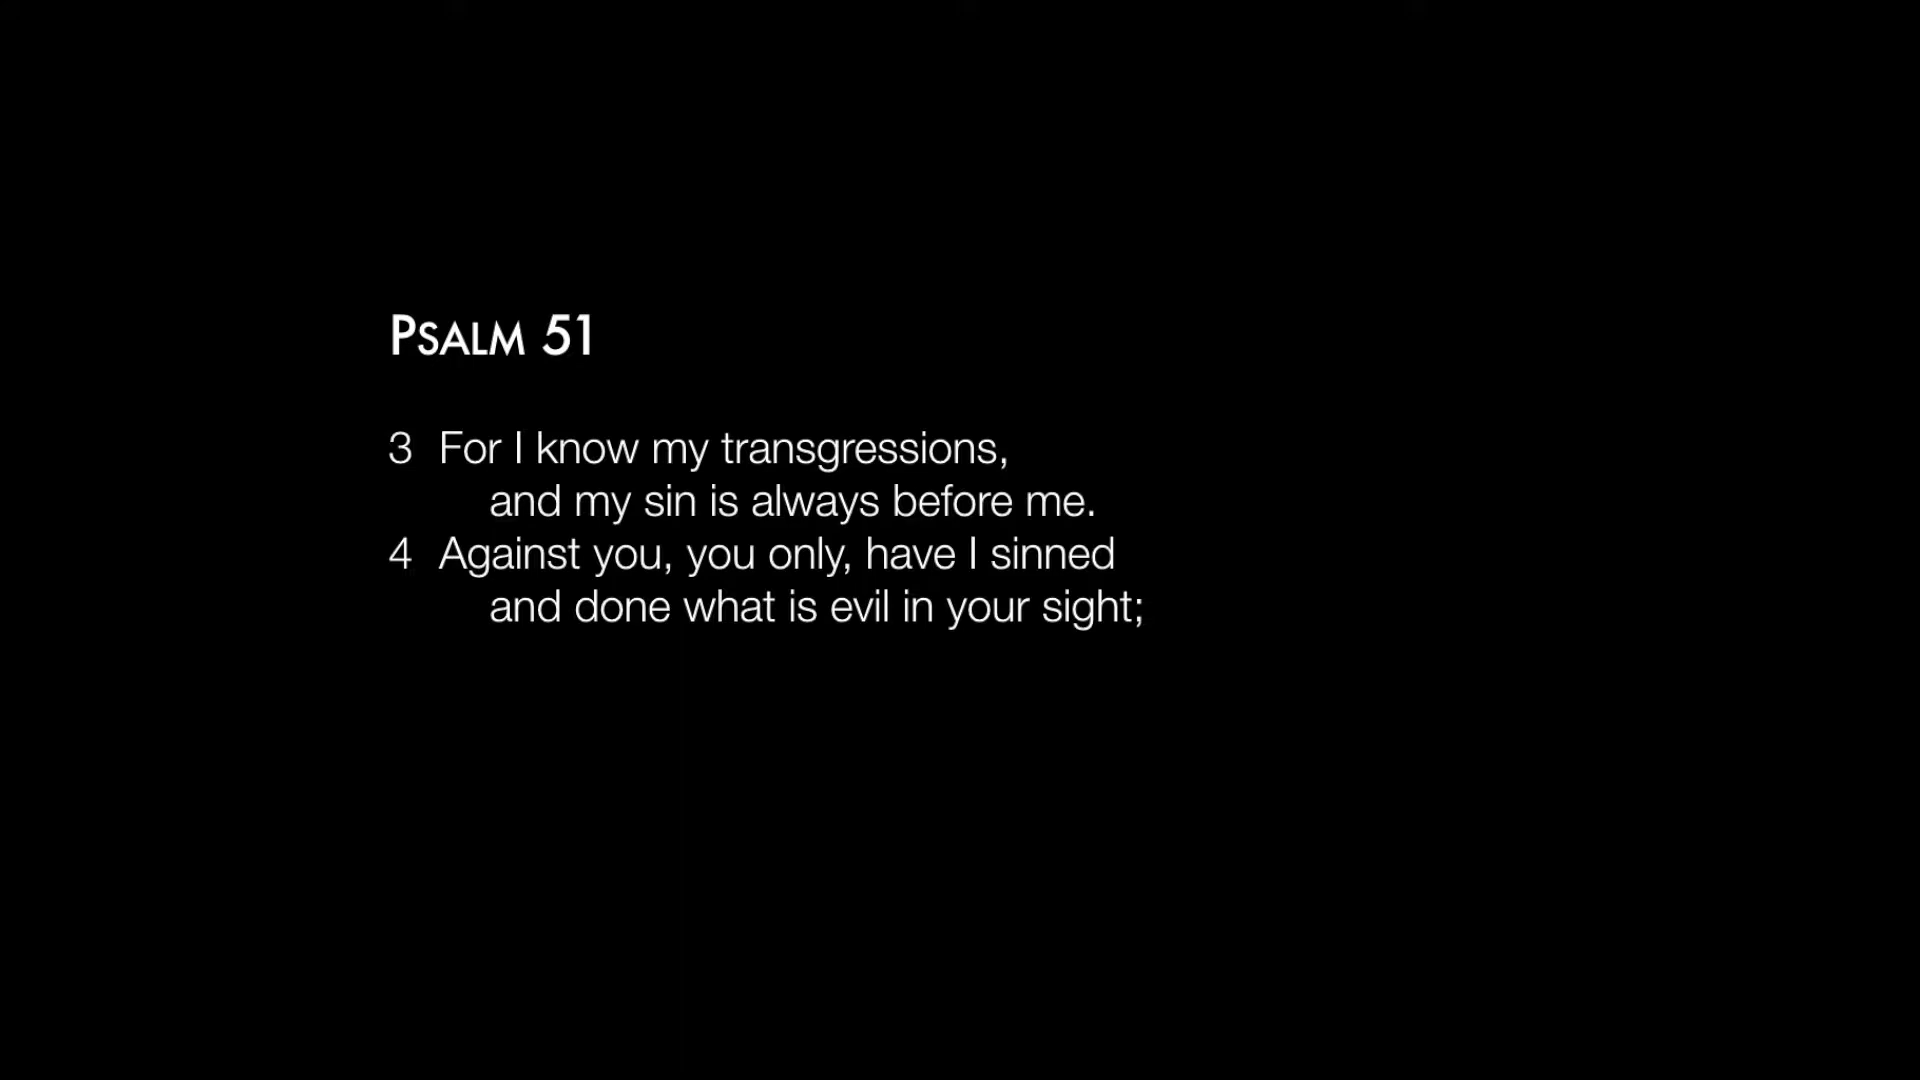 PSALM 51
3 For I know my transgressions,
and my sin is always before me.
4 Against you, you only, have I sinned
and done what is evil in your sight;